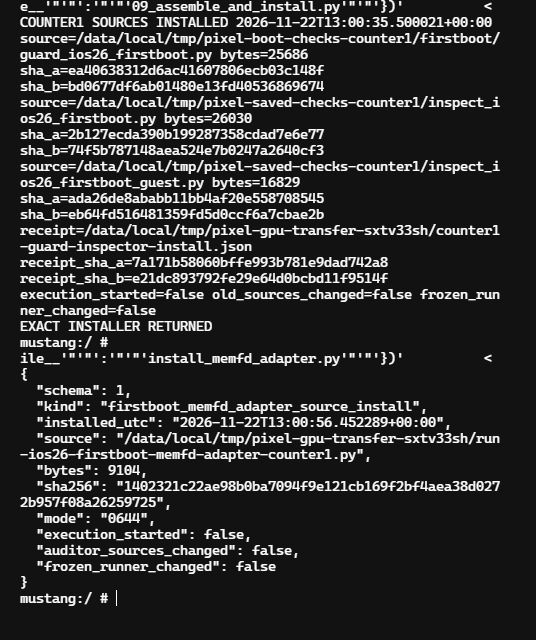 e__'"'"':'"'"'09_assemble_and_install.py'"'"'})'          <
COUNTER1 SOURCES INSTALLED 2026-11-22T13:00:35.500021+00:00
source=/data/local/tmp/pixel-boot-checks-counter1/firstboot/
guard_ios26_firstboot.py bytes=25686
sha_a=ea40638312d6ac41607806ecb03c148f
sha_b=bd0677df6ab01480e13fd40536869674
source=/data/local/tmp/pixel-saved-checks-counter1/inspect_i
os26_firstboot.py bytes=26030
sha_a=2b127ecda390b199287358cdad7e6e77
sha_b=74f5b787148aea524e7b0247a2640cf3
source=/data/local/tmp/pixel-saved-checks-counter1/inspect_i
os26_firstboot_guest.py bytes=16829
sha_a=ada26de8ababb11bb4af20e558708545
sha_b=eb64fd516481359fd5d0ccf6a7cbae2b
receipt=/data/local/tmp/pixel-gpu-transfer-sxtv33sh/counter1
-guard-inspector-install.json
receipt_sha_a=7a171b58060bffe993b781e9dad742a8
receipt_sha_b=e21dc893792fe29e64d0bcbd11f9514f
execution_started=false old_sources_changed=false frozen_run
ner_changed=false
EXACT INSTALLER RETURNED
mustang:/ #
ile__'"'"':'"'"'install_memfd_adapter.py'"'"'})'          <
{
  "schema": 1,
  "kind": "firstboot_memfd_adapter_source_install",
  "installed_utc": "2026-11-22T13:00:56.452289+00:00",
  "source": "/data/local/tmp/pixel-gpu-transfer-sxtv33sh/run
-ios26-firstboot-memfd-adapter-counter1.py",
  "bytes": 9104,
  "sha256": "1402321c22ae98b0ba7094f9e121cb169f2bf4aea38d027
2b957f08a26259725",
  "mode": "0644",
  "execution_started": false,
  "auditor_sources_changed": false,
  "frozen_runner_changed": false
}
mustang:/ #